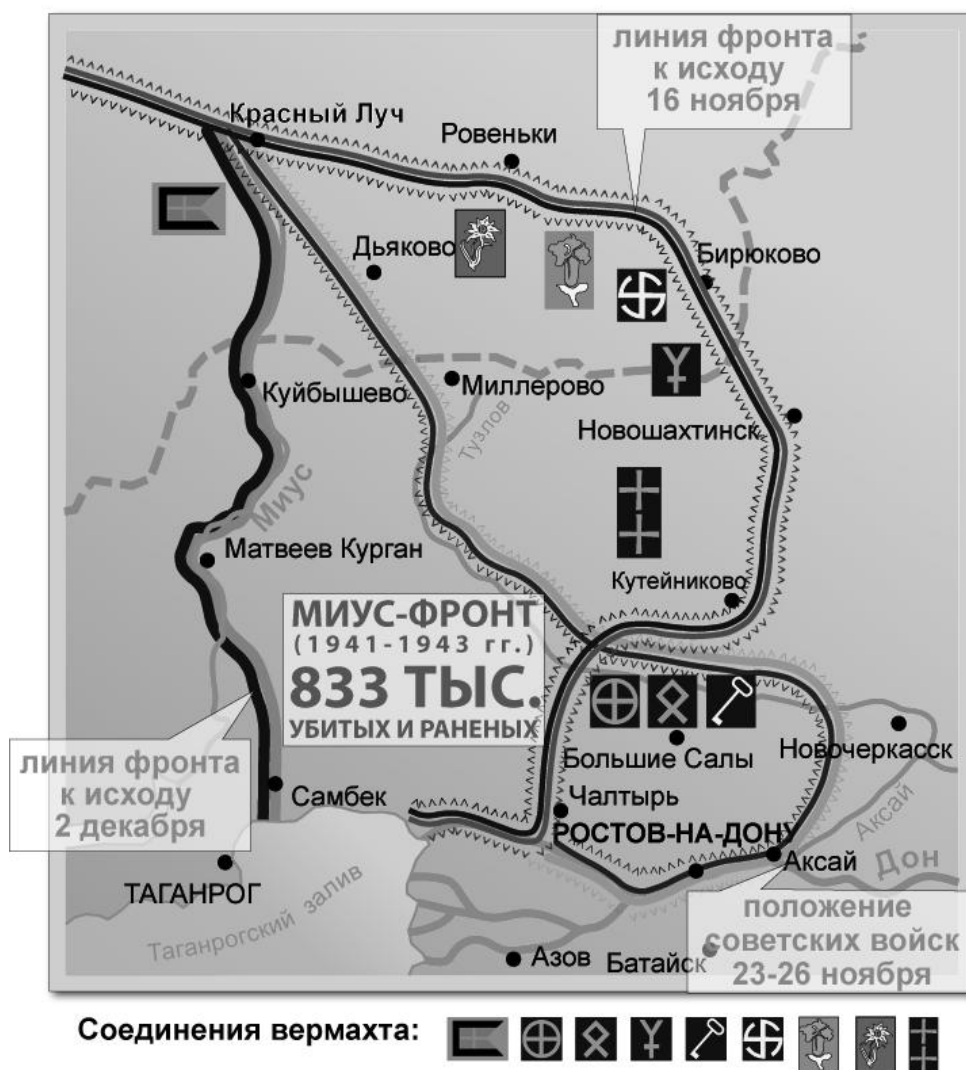 линия фронта
к исходу
16 ноября
Красный Луч
Ровеньки
Дьяково
Бирюково
Куйбышево
Миллерово
Тузлов
Новошахтинск
Миус
Матвеев Курган
Кутейниково
МИУС-ФРОНТ
(1941-1943 гг.)
833 ТЫС.
УБИТЫХ И РАНЕНЫХ
линия фронта
к исходу
2 декабря
Самбек
Большие Салы
Новочеркасск
Чалтырь
РОСТОВ-НА-ДОНУ
Аксай
Аксай
Дон
ТАГАНРОГ
Таганрогский залив
Азов
Батайск
положение
советских войск
23-26 ноября
Соединения вермахта: